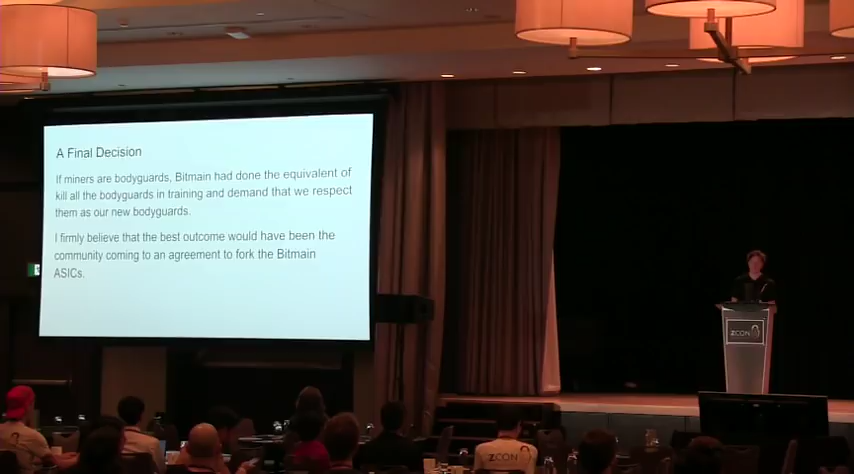 A Final Decision
If miners are bodyguards, Bitmain had done the equivalent of
kill all the bodyguards in training and demand that we respect
them as our new bodyguards.
I firmly believe that the best outcome would have been the
community coming to an agreement to fork the Bitmain
ASICs.
ZCON0
ZCON0